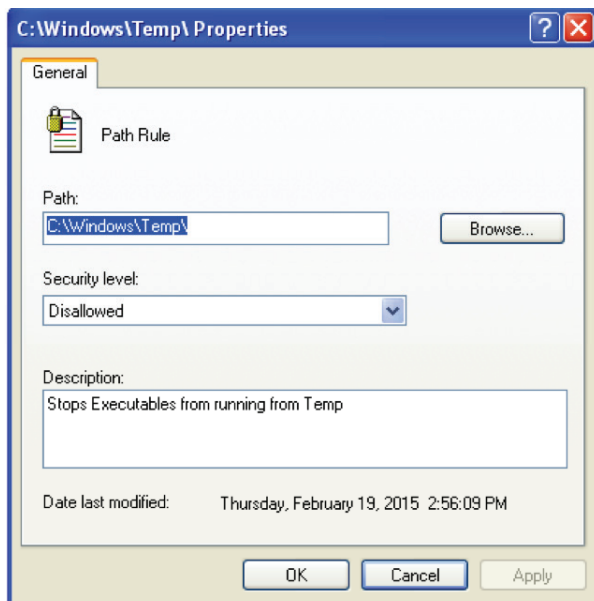 C:\Windows\Temp\ Properties
General
Path Rule
Path:
C:\Windows\Temp\
Browse...
Security level:
Disallowed
Description:
Stops Executables from running from Temp
Date last modified: Thursday, February 19, 2015 2:56:09 PM
OK Cancel Apply